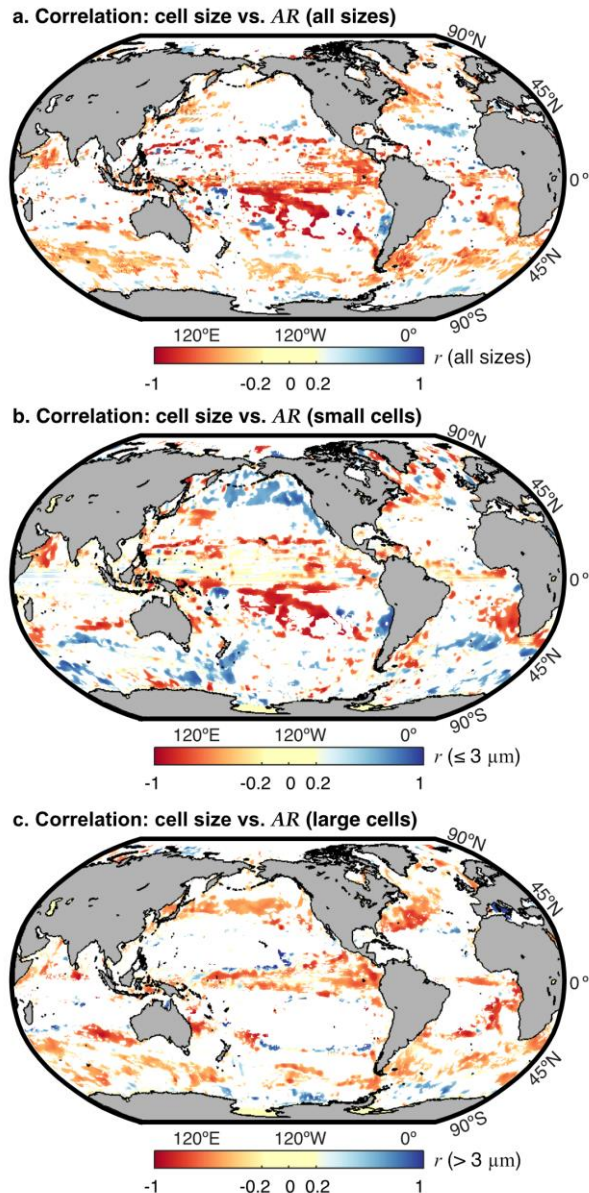 a. Correlation: cell size vs. AR (all sizes)
90°N
45°N
0°
45°N
90°S
120°E 120°W 0°
r (all sizes)
-1 -0.2 0 0.2 1
b. Correlation: cell size vs. AR (small cells)
90°N
45°N
0°
45°N
90°S
120°E 120°W 0°
r (≤ 3 µm)
-1 -0.2 0 0.2 1
c. Correlation: cell size vs. AR (large cells)
90°N
45°N
0°
45°N
90°S
120°E 120°W 0°
r (> 3 µm)
-1 -0.2 0 0.2 1